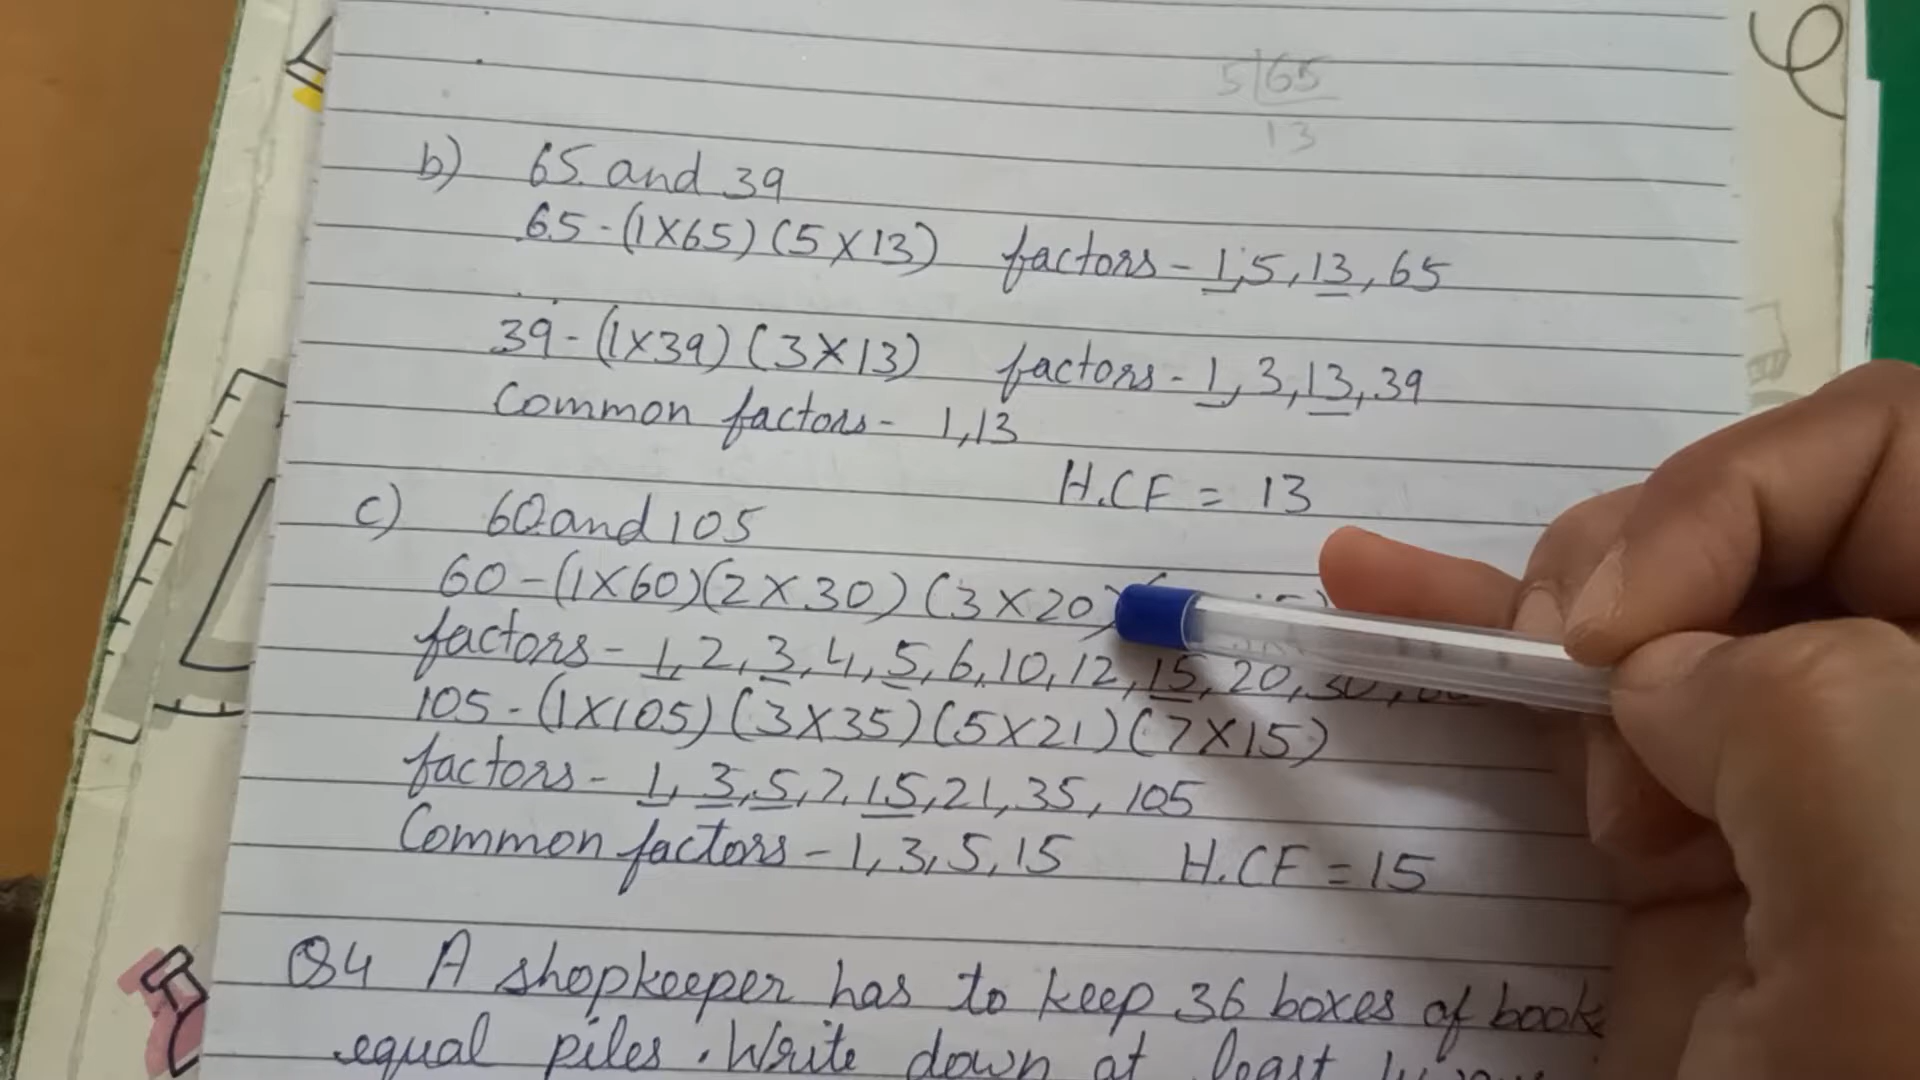 5 65
13
b) 65 and 39
65 - (1X65) (5 X 13) factors - 1,5,13,65
39 - (1X39) (3X13) factors - 1,3,13,39
Common factors - 1,13
H.CF = 13
c) 60 and 105
60 - (1X60)(2X30) (3X20)
factors - 1,2,3,4,5,6,10,12,15,20,30,
105 - (1X105) (3X35) (5X21) (7X15)
factors - 1,3,5,7,15,21,35,105
Common factors - 1,3,5,15 H.CF = 15
Q4 A shopkeeper has to keep 36 boxes of book
equal piles. Write down at least